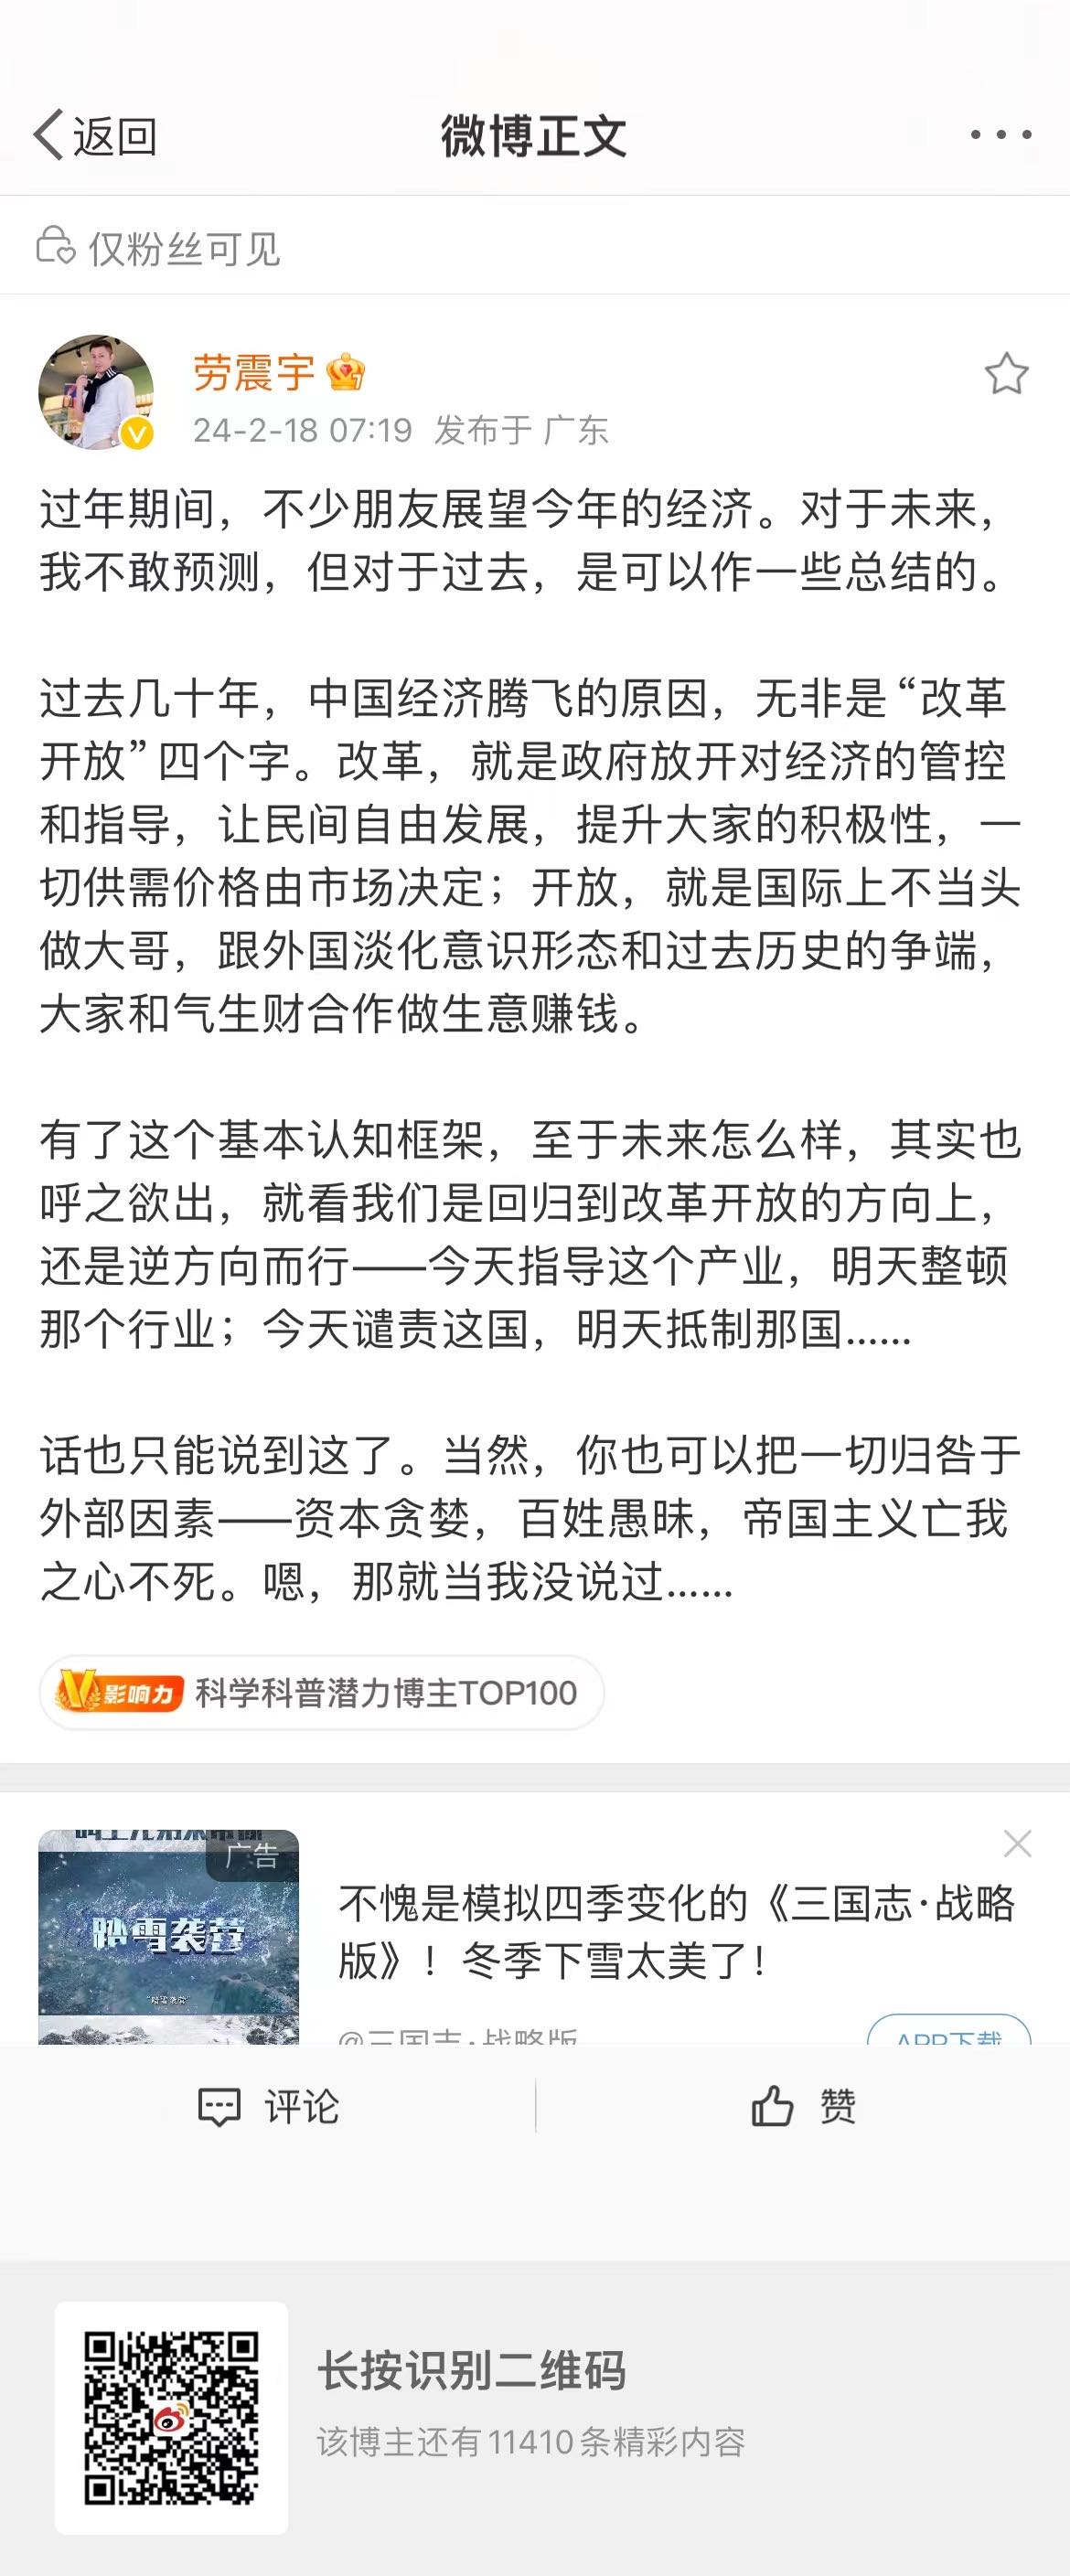 返回
微博正文
仅粉丝可见
劳震宇
24-2-18 07:19 发布于 广东
过年期间，不少朋友展望今年的经济。对于未来，
我不敢预测，但对于过去，是可以作一些总结的。
过去几十年，中国经济腾飞的原因，无非是“改革
开放”四个字。改革，就是政府放开对经济的管控
和指导，让民间自由发展，提升大家的积极性，一
切供需价格由市场决定；开放，就是国际上不当头
做大哥，跟外国淡化意识形态和过去历史的争端，
大家和气生财合作做生意赚钱。
有了这个基本认知框架，至于未来怎么样，其实也
呼之欲出，就看我们是回归到改革开放的方向上，
还是逆方向而行——今天指导这个产业，明天整顿
那个行业；今天谴责这国，明天抵制那国......
话也只能说到这了。当然，你也可以把一切归咎于
外部因素——资本贪婪，百姓愚昧，帝国主义亡我
之心不死。嗯，那就当我没说过......
影响力 科学科普潜力博主TOP100
广告
踏雪袭营
“踏雪袭营”
不愧是模拟四季变化的《三国志·战略
版》！冬季下雪太美了！
@三国志·战略版
APP下载
评论
赞
长按识别二维码
该博主还有11410条精彩内容